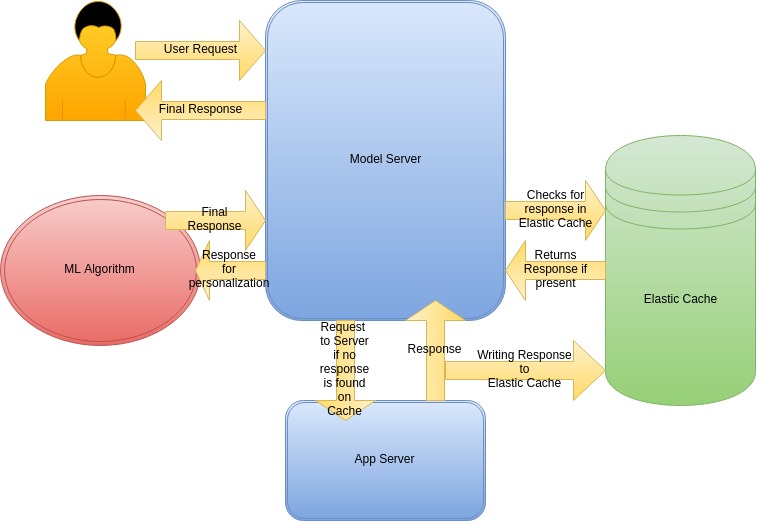 User Request
Final Response
Model Server
Checks for
response in
Elastic Cache
Final
Response
ML Algorithm
Response
for
personalization
Returns
Response if
present
Elastic Cache
Request
to Server
if no
response
is found
on
Cache
Response
Writing Response
to
Elastic Cache
App Server